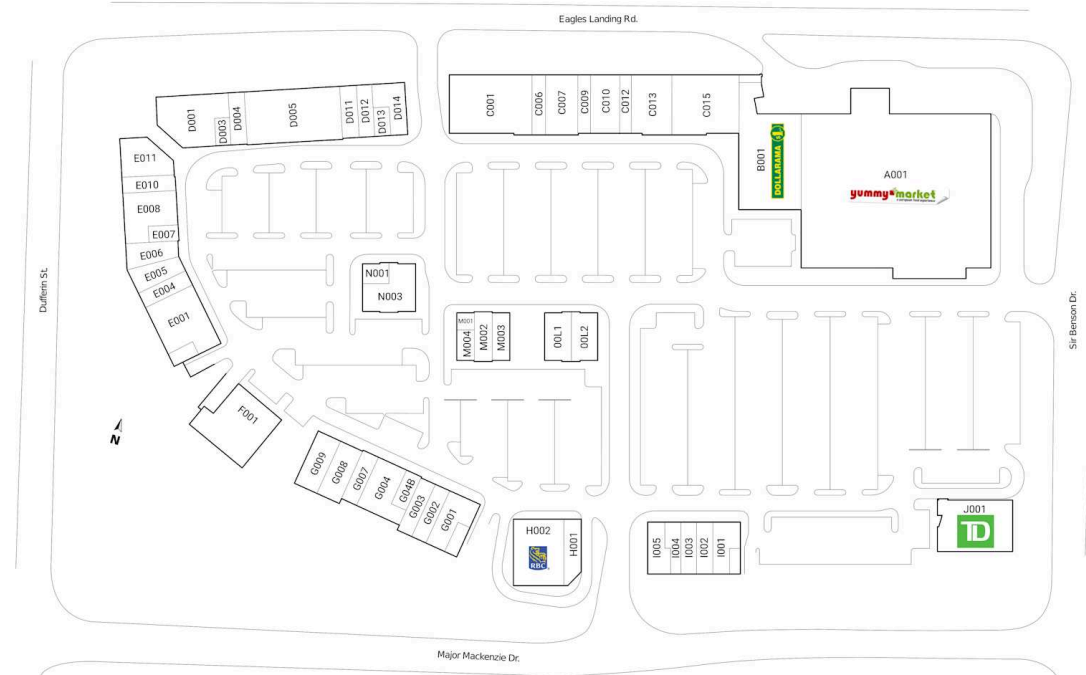 Eagles Landing Rd.
D001
D003
D004
D005
D011
D012
D013
D014
C001
C006
C007
C009
C010
C012
C013
C015
B001
DOLLARAMA
A001
yummy market
E011
E010
E008
E007
E006
E005
E004
E001
N001
N003
M001
M004
M002
M003
00L1
00L2
Dufferin St.
Sir Benson Dr.
F001
N
G009
G008
G007
G004
G04B
G003
G002
G001
H002
RBC
H001
I005
I004
I003
I002
I001
J001
TD
Major Mackenzie Dr.